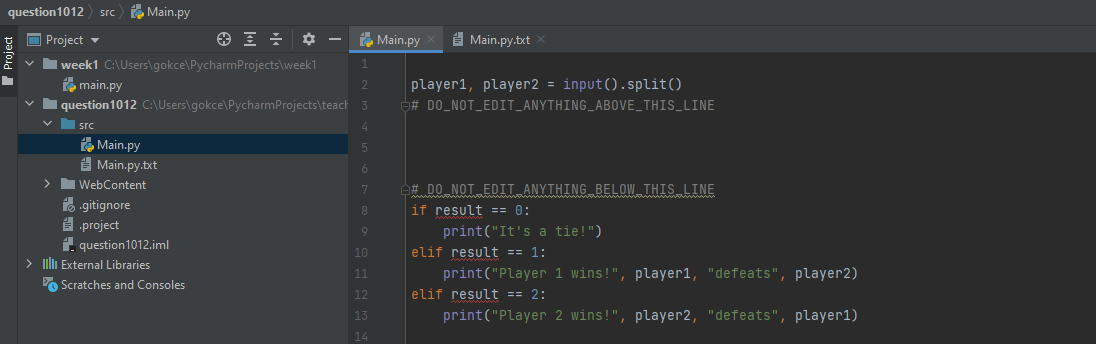 question1012 › src › Main.py
Project
Project
Main.py
Main.py.txt
week1 C:\Users\gokce\PycharmProjects\week1
main.py
question1012 C:\Users\gokce\PycharmProjects\teach
src
Main.py
Main.py.txt
WebContent
.gitignore
.project
question1012.iml
External Libraries
Scratches and Consoles
1
2 player1, player2 = input().split()
3 # DO_NOT_EDIT_ANYTHING_ABOVE_THIS_LINE
4
5
6
7 # DO_NOT_EDIT_ANYTHING_BELOW_THIS_LINE
8 if result == 0:
9     print("It's a tie!")
10 elif result == 1:
11     print("Player 1 wins!", player1, "defeats", player2)
12 elif result == 2:
13     print("Player 2 wins!", player2, "defeats", player1)
14